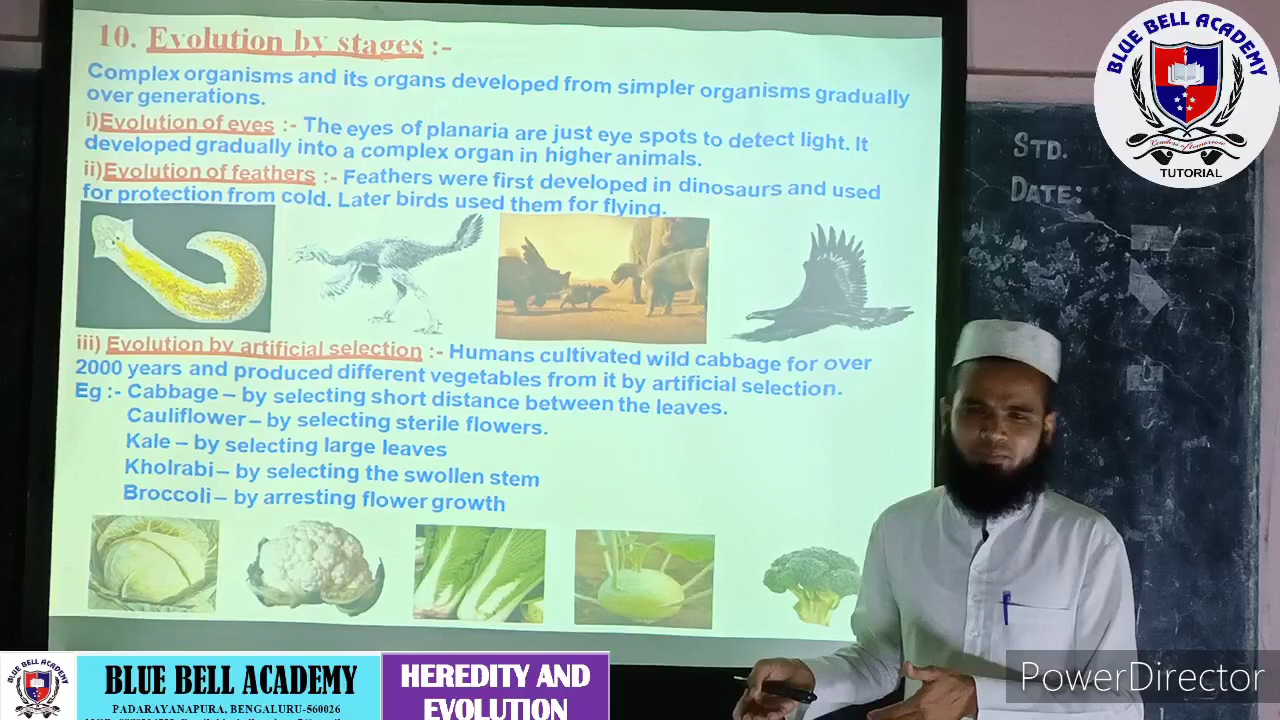 10. Evolution by stages :-
Complex organisms and its organs developed from simpler organisms gradually
over generations.
i)Evolution of eyes :- The eyes of planaria are just eye spots to detect light. It
developed gradually into a complex organ in higher animals.
ii)Evolution of feathers :- Feathers were first developed in dinosaurs and used
for protection from cold. Later birds used them for flying.
iii) Evolution by artificial selection :- Humans cultivated wild cabbage for over
2000 years and produced different vegetables from it by artificial selection.
Eg :- Cabbage – by selecting short distance between the leaves.
Cauliflower – by selecting sterile flowers.
Kale – by selecting large leaves
Kholrabi – by selecting the swollen stem
Broccoli – by arresting flower growth
BLUE BELL ACADEMY
Leaders of tomorrow
TUTORIAL
STD.
DATE:
PowerDirector
BLUE BELL ACADEMY
BLUE BELL ACADEMY
PADARAYANAPURA, BENGALURU-560026
HEREDITY AND
EVOLUTION